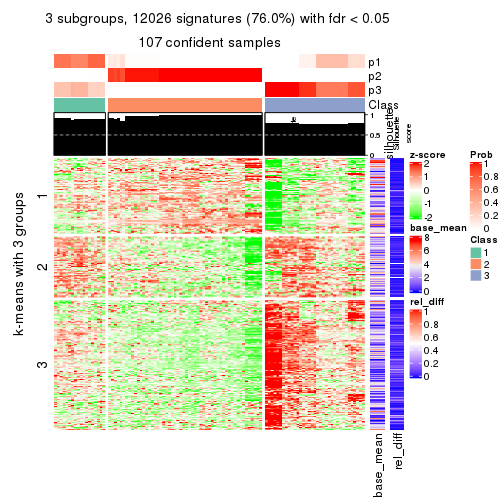 3 subgroups, 12026 signatures (76.0%) with fdr < 0.05
107 confident samples
p1
p2
p3
Class
silhouette
Silhouette
score
1
0.5
0
k-means with 3 groups
1
2
3
base_mean
rel_diff
z-score
2
1
0
-1
-2
base_mean
8
6
4
2
0
rel_diff
1
0.8
0.6
0.4
0.2
0
Prob
1
0.8
0.6
0.4
0.2
0
Class
1
2
3